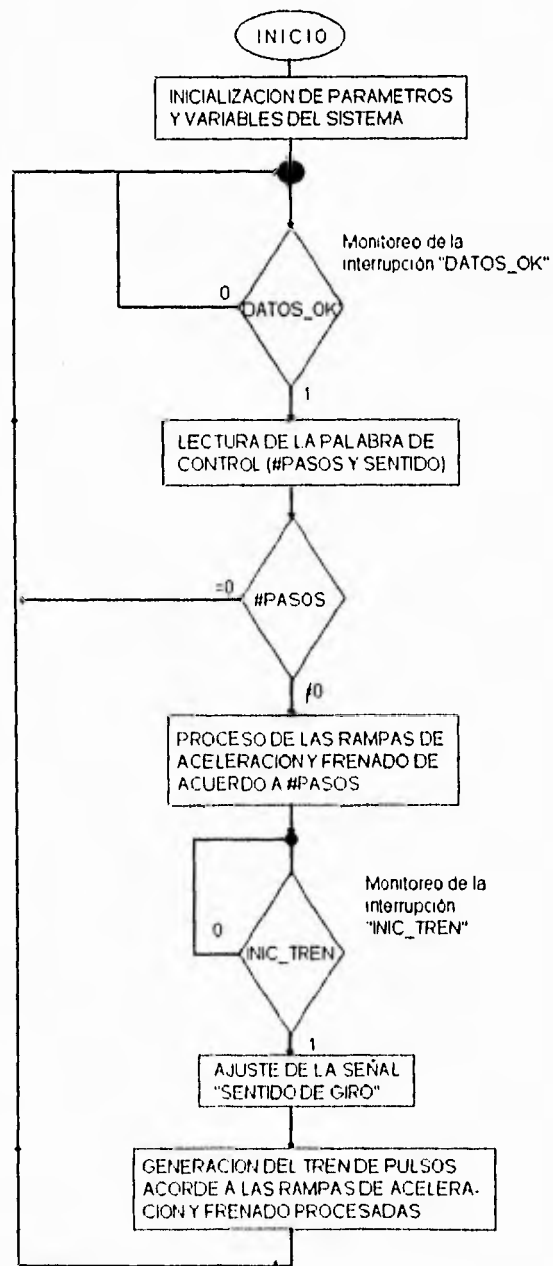 INICIO
INICIALIZACION DE PARAMETROS
Y VARIABLES DEL SISTEMA
Monitoreo de la
interrupción "DATOS_OK"
0
DATOS_OK
1
LECTURA DE LA PALABRA DE
CONTROL (#PASOS Y SENTIDO)
=0
#PASOS
≠0
PROCESO DE LAS RAMPAS DE
ACELERACION Y FRENADO DE
ACUERDO A #PASOS
Monitoreo de la
interrupción
"INIC_TREN"
0
INIC_TREN
1
AJUSTE DE LA SEÑAL
"SENTIDO DE GIRO"
GENERACION DEL TREN DE PULSOS
ACORDE A LAS RAMPAS DE ACELERA-
CION Y FRENADO PROCESADAS